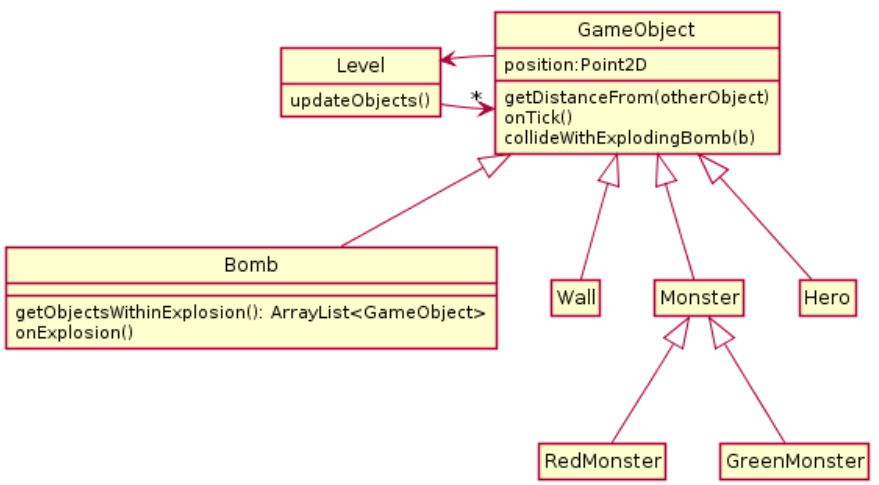 GameObject
position:Point2D
getDistanceFrom(otherObject)
onTick()
collideWithExplodingBomb(b)
Level
updateObjects()
*
Bomb
getObjectsWithinExplosion(): ArrayList<GameObject>
onExplosion()
Wall
Monster
Hero
RedMonster
GreenMonster